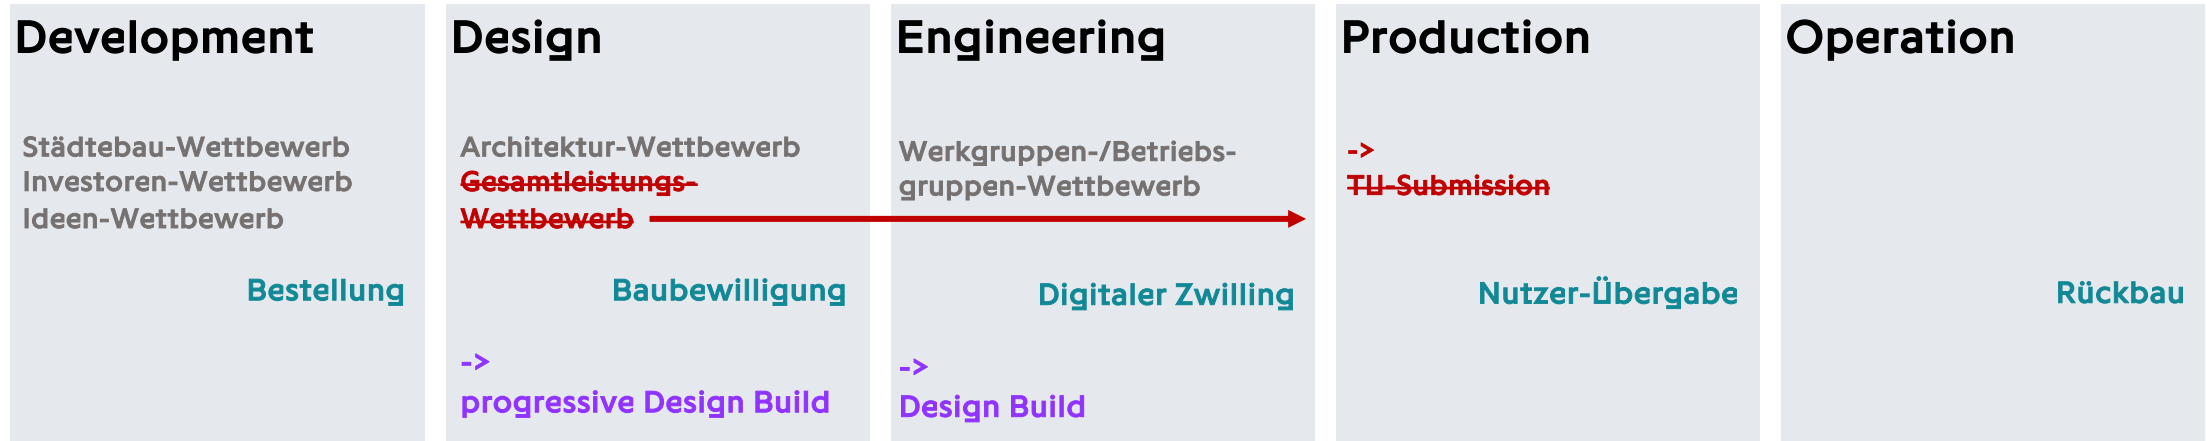 Development
Städtebau-Wettbewerb
Investoren-Wettbewerb
Ideen-Wettbewerb
Bestellung
Design
Architektur-Wettbewerb
Gesamtleistungs-
Wettbewerb
Baubewilligung
->
progressive Design Build
Engineering
Werkgruppen-/Betriebs-
gruppen-Wettbewerb
Digitaler Zwilling
->
Design Build
Production
->
TU-Submission
Nutzer-Übergabe
Operation
Rückbau